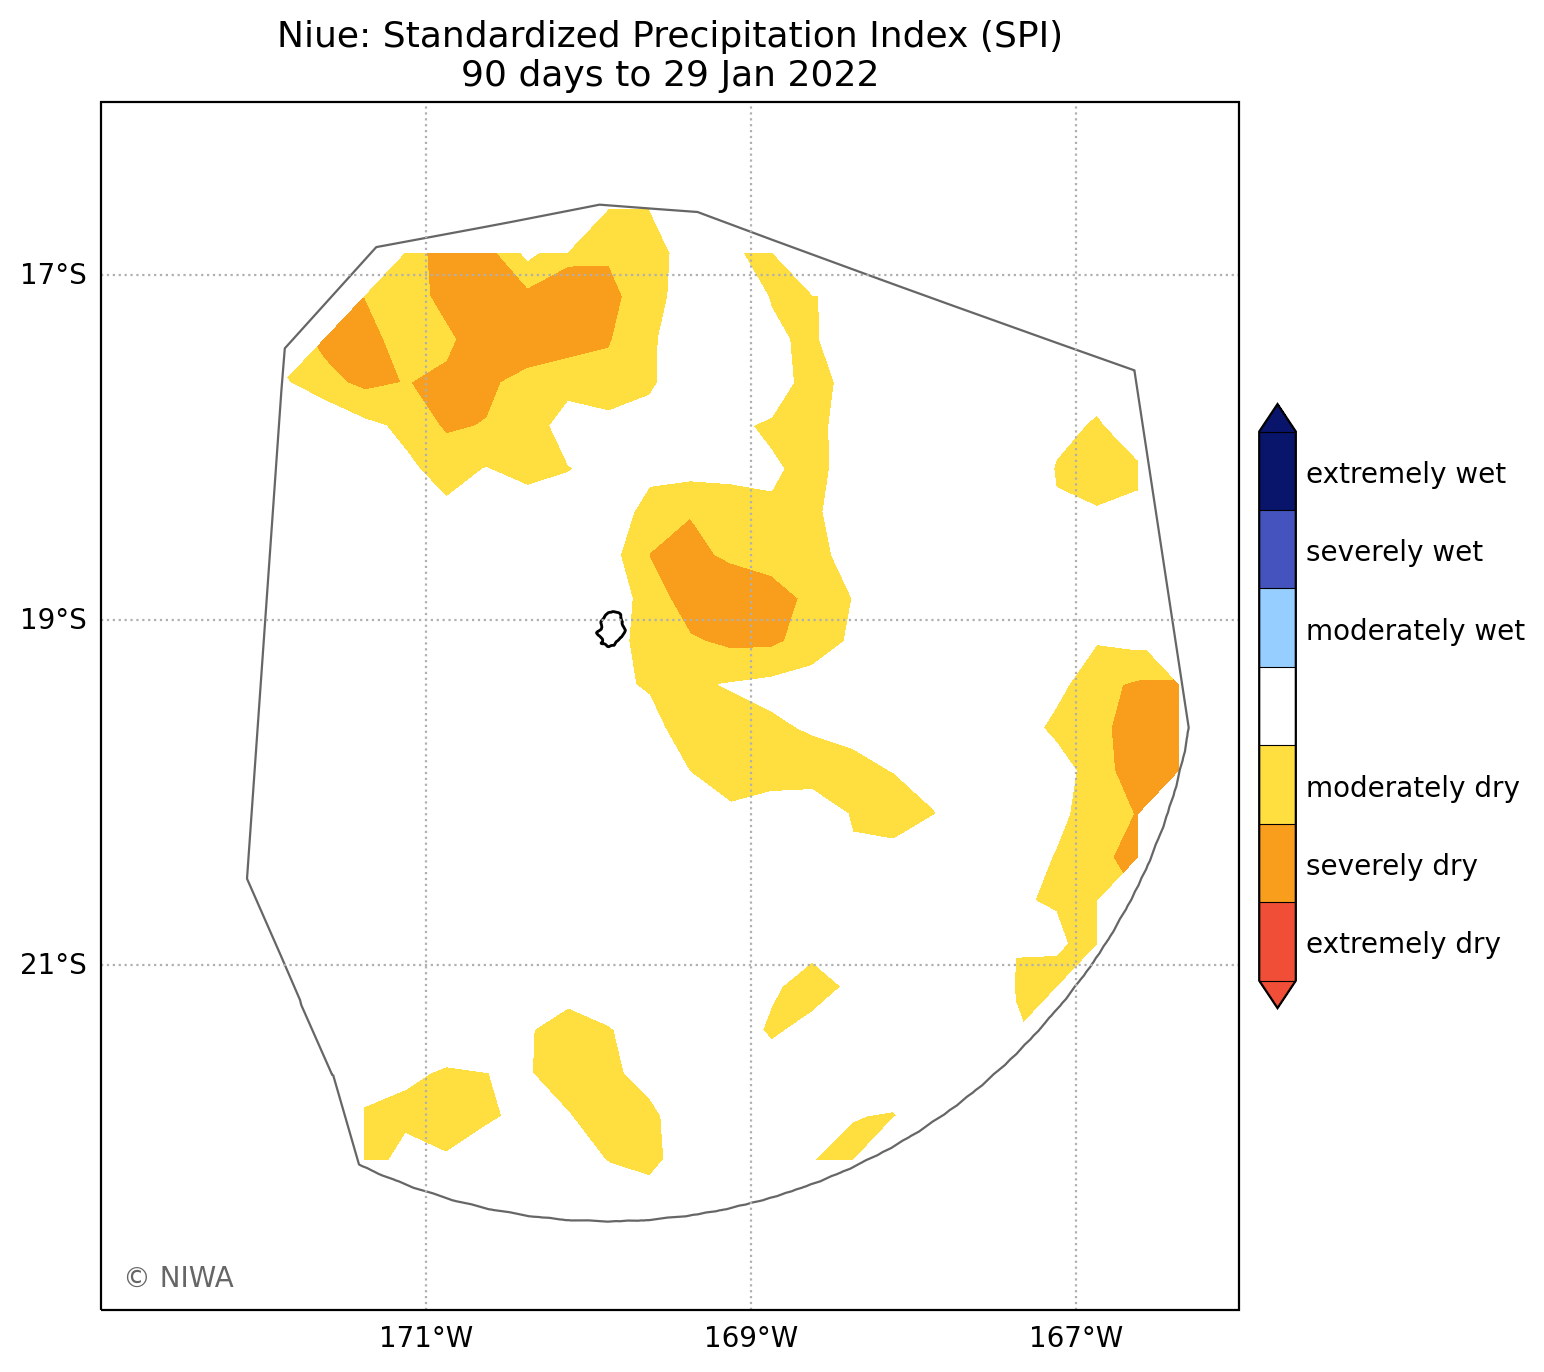 Niue: Standardized Precipitation Index (SPI)
90 days to 29 Jan 2022
17°S
19°S
21°S
171°W
169°W
167°W
extremely wet
severely wet
moderately wet
moderately dry
severely dry
extremely dry
© NIWA